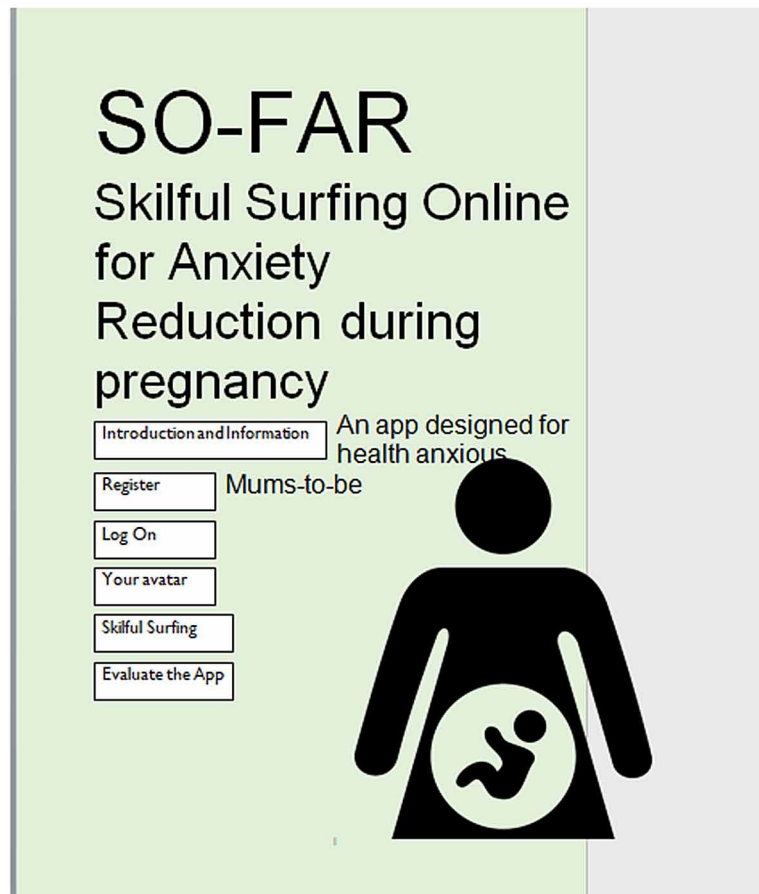 SO-FAR
Skilful Surfing Online
for Anxiety
Reduction during
pregnancy
Introduction and Information
An app designed for
health anxious
Register
Mums-to-be
Log On
Your avatar
Skilful Surfing
Evaluate the App